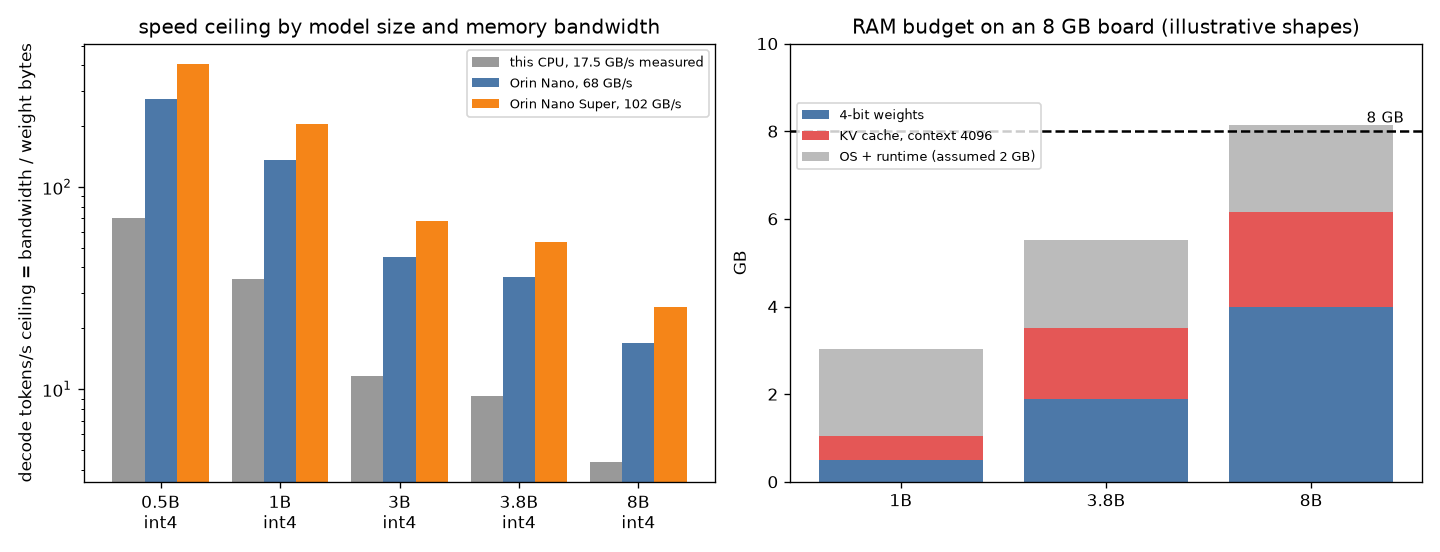 speed ceiling by model size and memory bandwidth
decode tokens/s ceiling = bandwidth / weight bytes
10²
10¹
this CPU, 17.5 GB/s measured
Orin Nano, 68 GB/s
Orin Nano Super, 102 GB/s
0.5B
int4
1B
int4
3B
int4
3.8B
int4
8B
int4
RAM budget on an 8 GB board (illustrative shapes)
GB
10
8
6
4
2
0
4-bit weights
KV cache, context 4096
OS + runtime (assumed 2 GB)
8 GB
1B
3.8B
8B